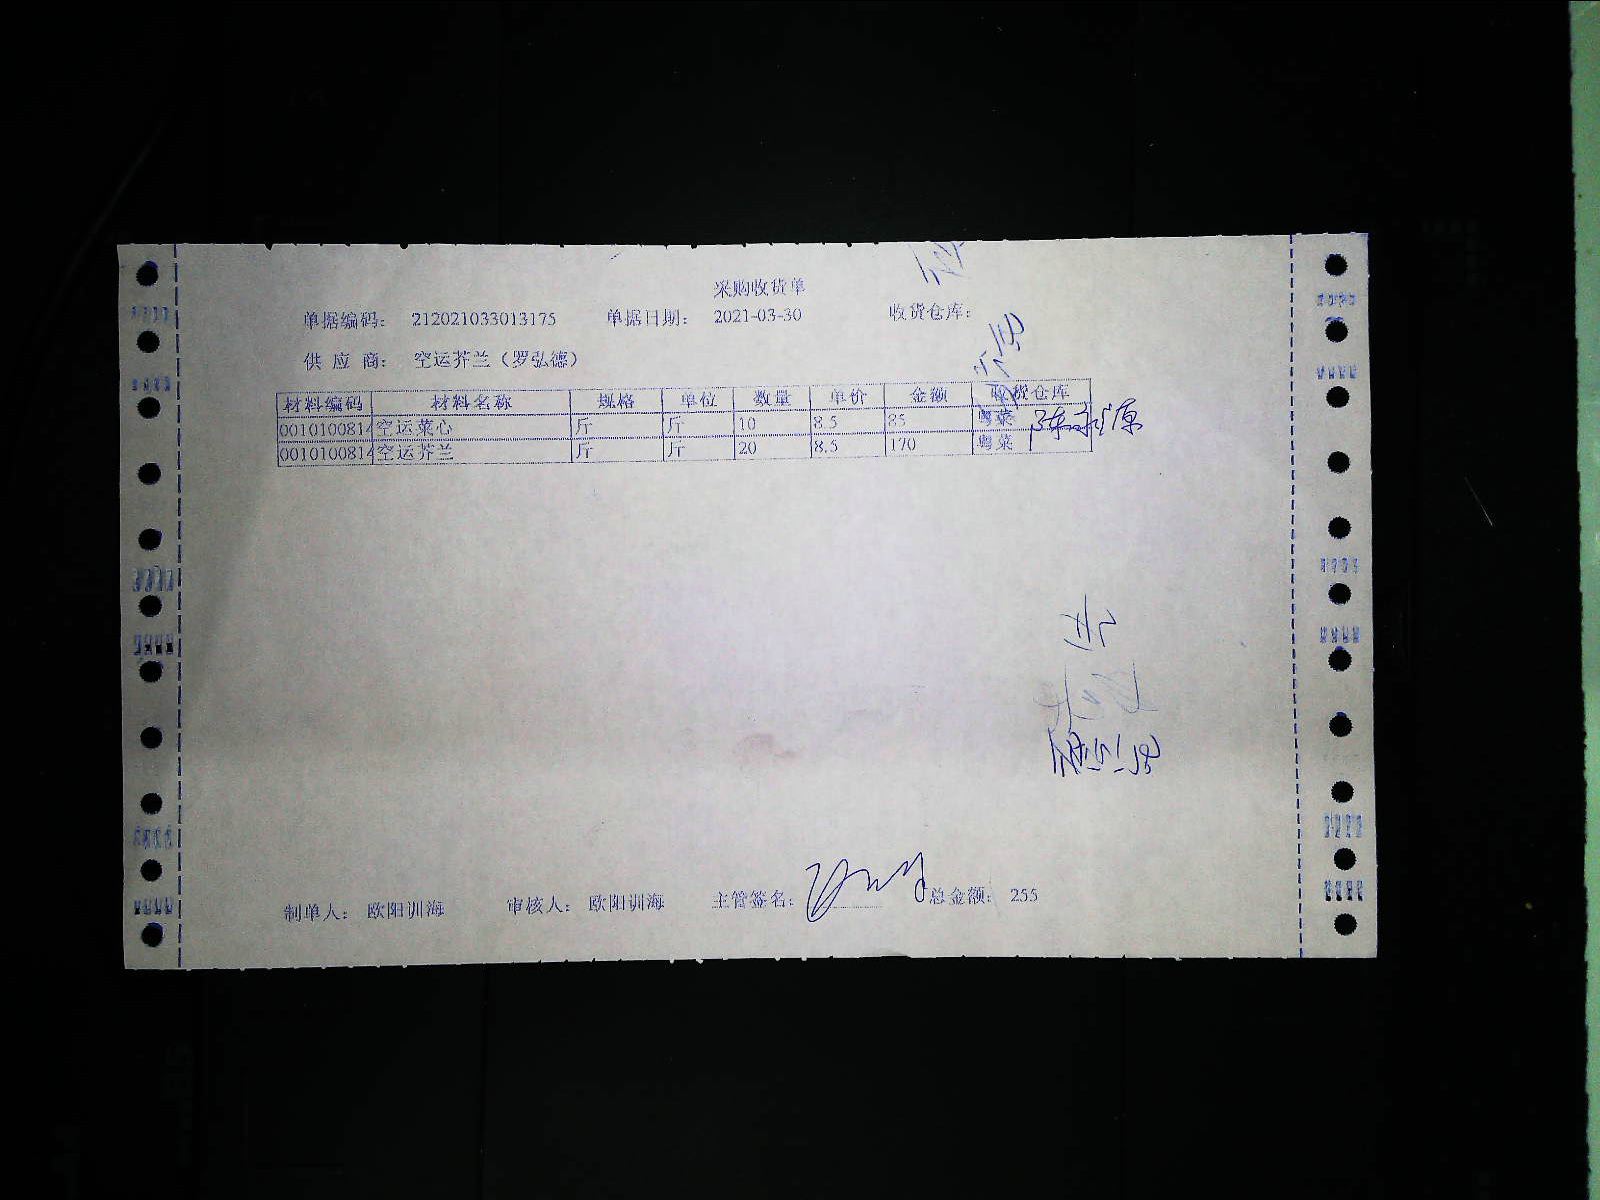 采购收货单
单据编码: 212021033013175 单据日期: 2021-03-30 收货仓库:
供 应 商: 空运芥兰（罗弘德）
材料编码 材料名称 规格 单位 数量 单价 金额 收货仓库
0010100814 空运菜心 斤 斤 10 8.5 85 粤菜
0010100814 空运芥兰 斤 斤 20 8.5 170 粤菜
制单人: 欧阳训海 审核人: 欧阳训海 主管签名: 总金额: 255